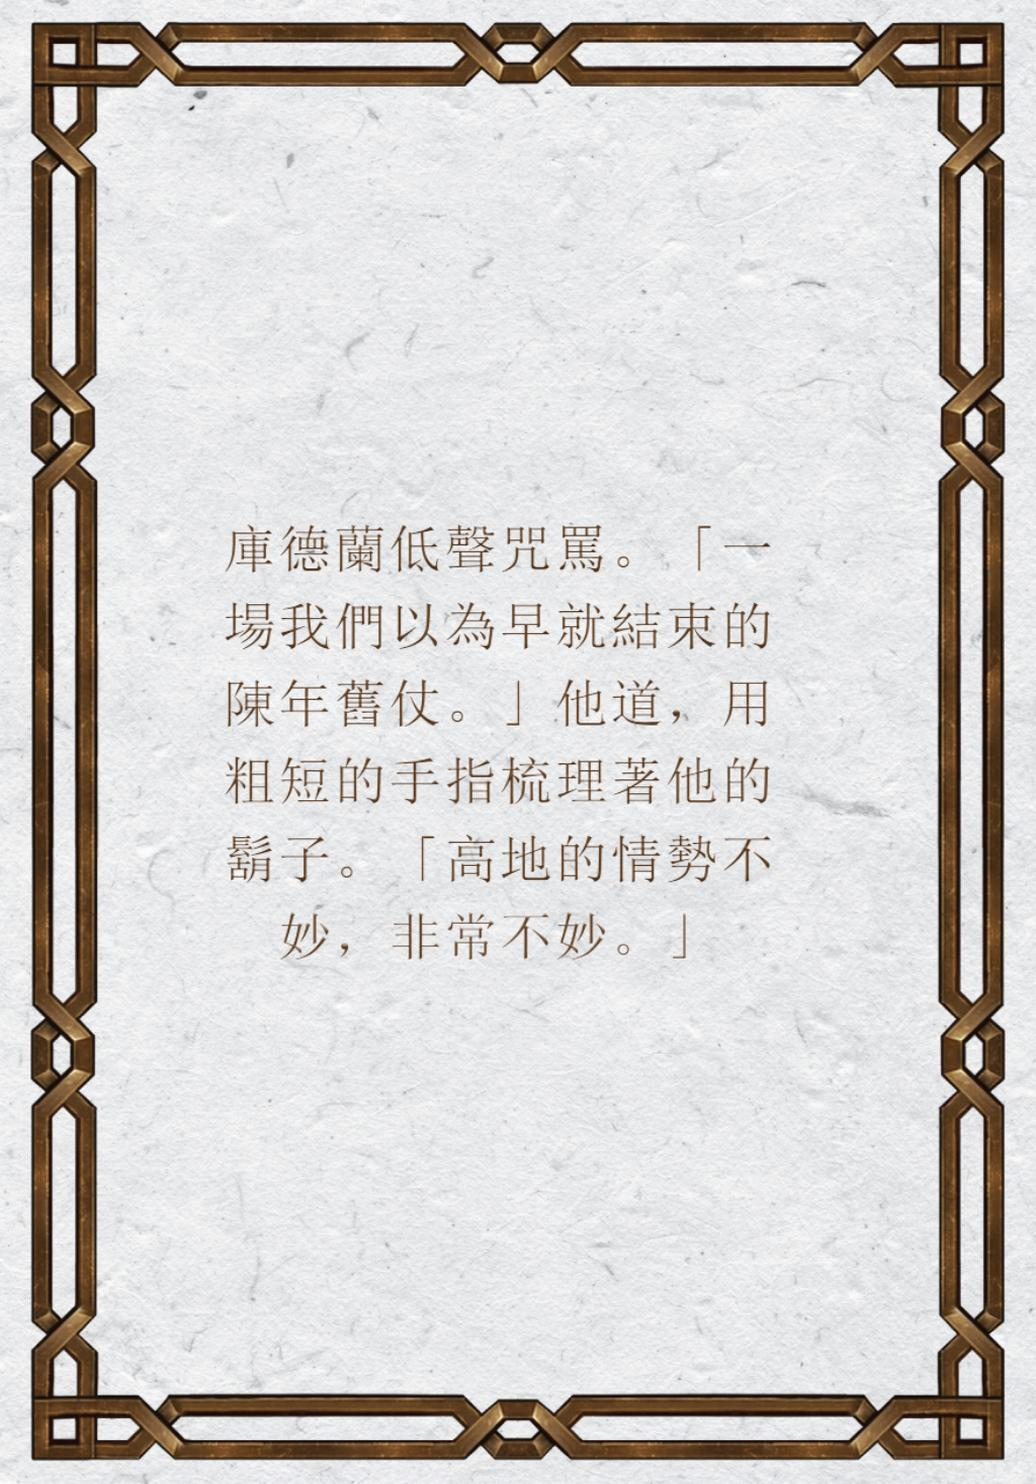 庫德蘭低聲咒罵。「一
場我們以為早就結束的
陳年舊仗。」他道，用
粗短的手指梳理著他的
鬍子。「高地的情勢不
妙，非常不妙。」